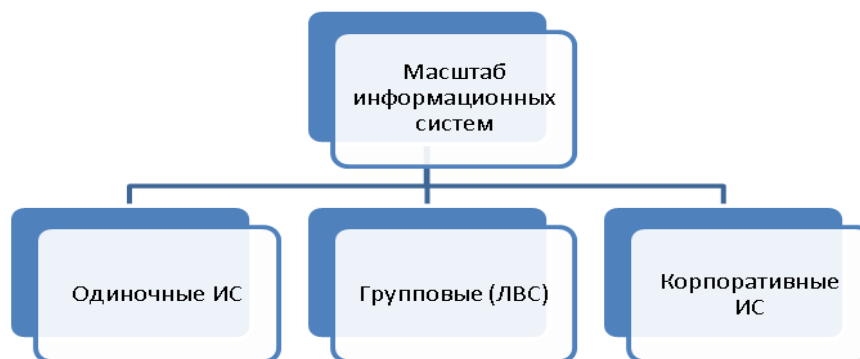 Масштаб
информационных
систем
Одиночные ИС
Групповые (ЛВС)
Корпоративные
ИС